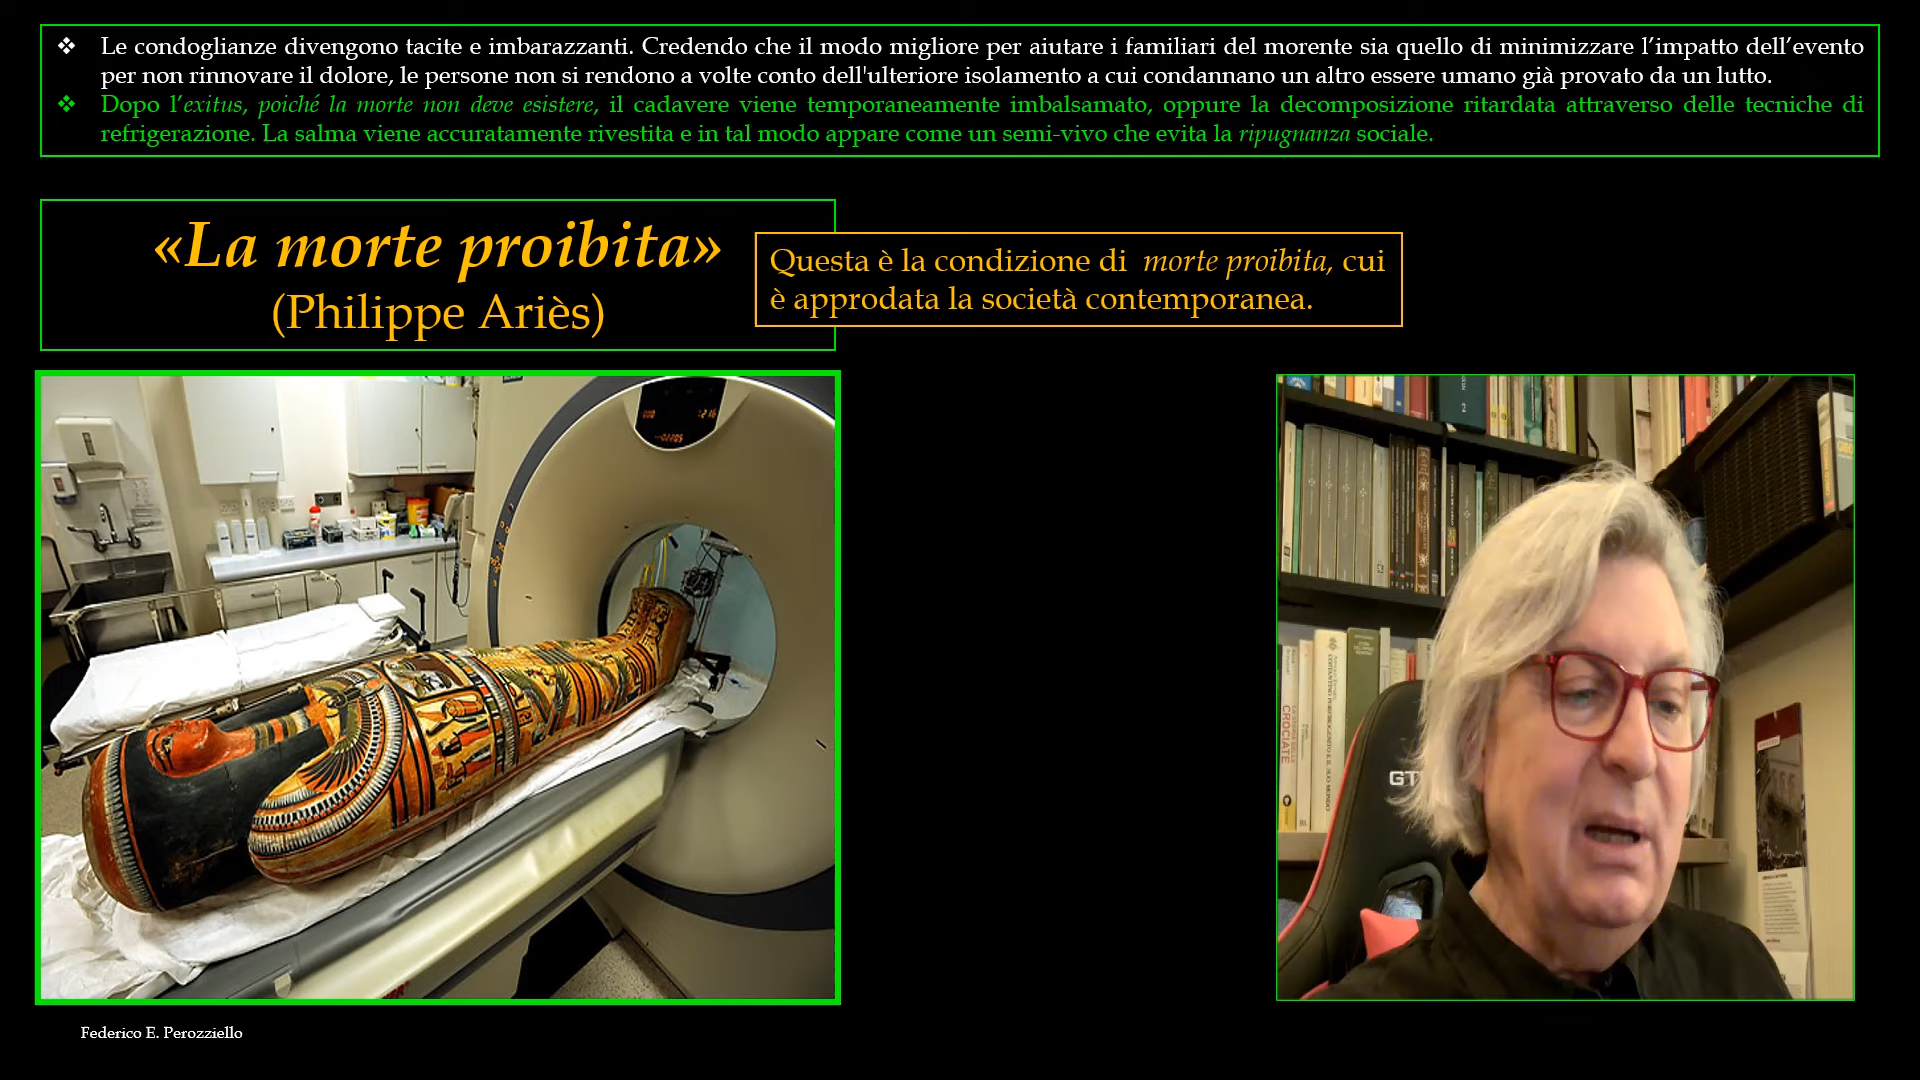 ❖ Le condoglianze divengono tacite e imbarazzanti. Credendo che il modo migliore per aiutare i familiari del morente sia quello di minimizzare l’impatto dell’evento
per non rinnovare il dolore, le persone non si rendono a volte conto dell'ulteriore isolamento a cui condannano un altro essere umano già provato da un lutto.
❖ Dopo l’exitus, poiché la morte non deve esistere, il cadavere viene temporaneamente imbalsamato, oppure la decomposizione ritardata attraverso delle tecniche di
refrigerazione. La salma viene accuratamente rivestita e in tal modo appare come un semi-vivo che evita la ripugnanza sociale.
«La morte proibita»
(Philippe Ariès)
Questa è la condizione di morte proibita, cui
è approdata la società contemporanea.
2
CROCIATE
GT
Federico E. Perozziello